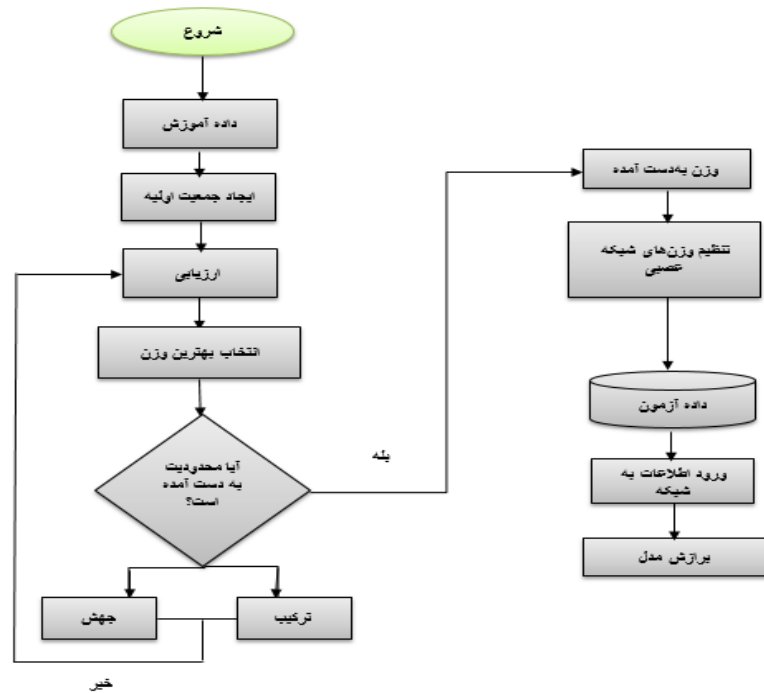 شروع
داده آموزش
ایجاد جمعیت اولیه
ارزیابی
انتخاب بهترین وزن
آیا محدودیت
به دست آمده
است؟
جهش
ترکیب
خیر
بله
وزن به‌دست آمده
تنظیم وزن‌های شبکه
عصبی
داده آزمون
ورود اطلاعات به
شبکه
برازش مدل